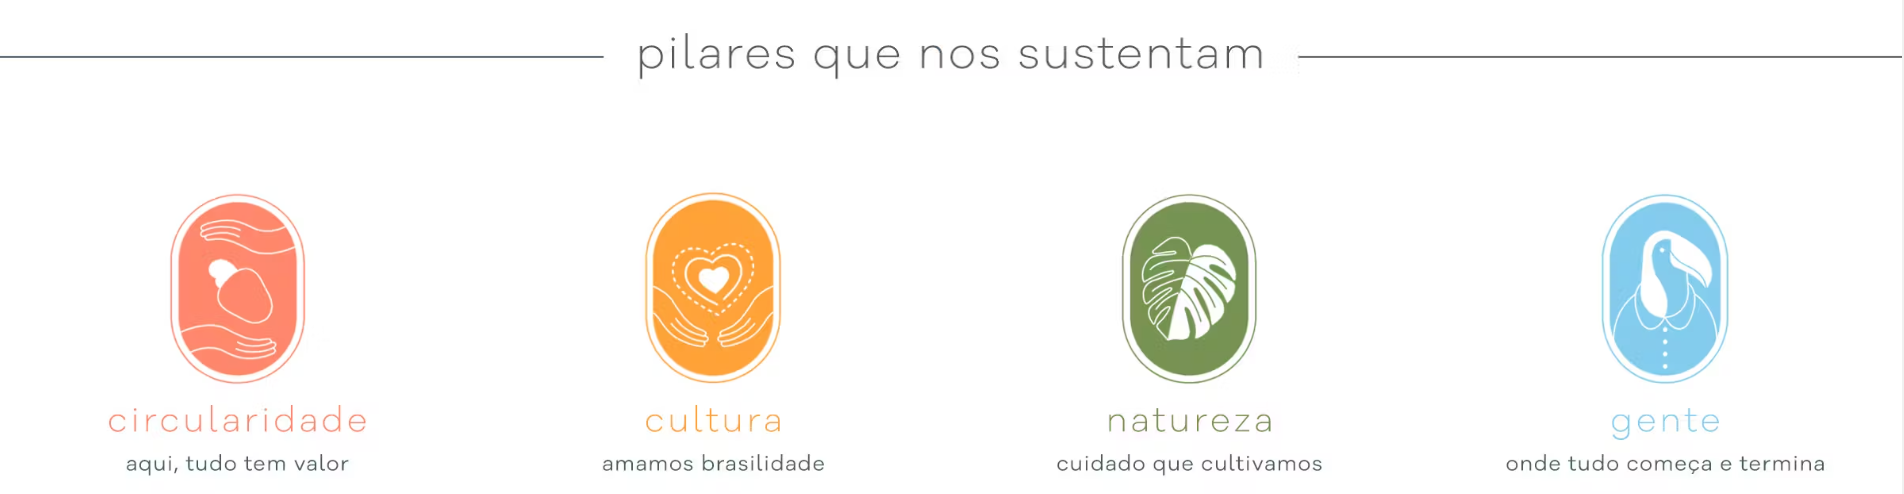 pilares que nos sustentam
circularidade
aqui, tudo tem valor
cultura
amamos brasilidade
natureza
cuidado que cultivamos
gente
onde tudo começa e termina